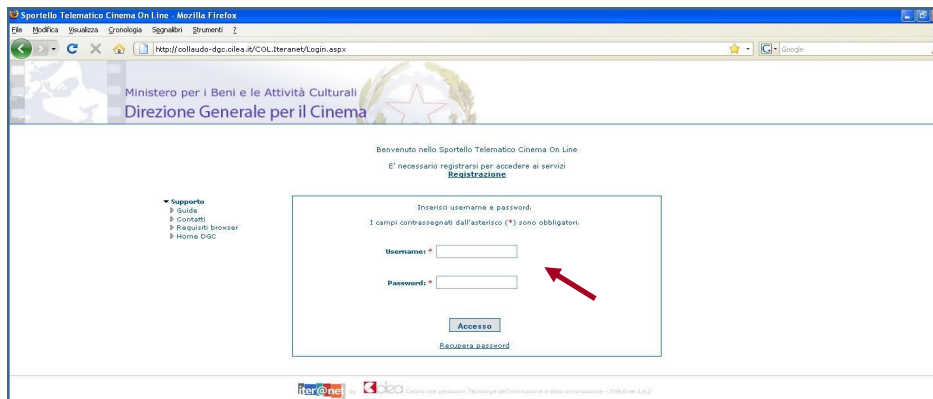 Sportello Telematico Cinema On Line - Mozilla Firefox
File Modifica Visualizza Cronologia Segnalibri Strumenti ?
http://collaudo-dgc.cilea.it/COL.Iteranet/Login.aspx
G Google
Ministero per i Beni e le Attività Culturali
Direzione Generale per il Cinema
Benvenuto nello Sportello Telematico Cinema On Line
E' necessario registrarsi per accedere ai servizi
Registrazione
Supporto
Guide
Contatti
Requisiti browser
Home DGC
Inserisci username e password.
I campi contrassegnati dall'asterisco (*) sono obbligatori.
Username: *
Password: *
Accesso
Recupera password
iter@net by cilea